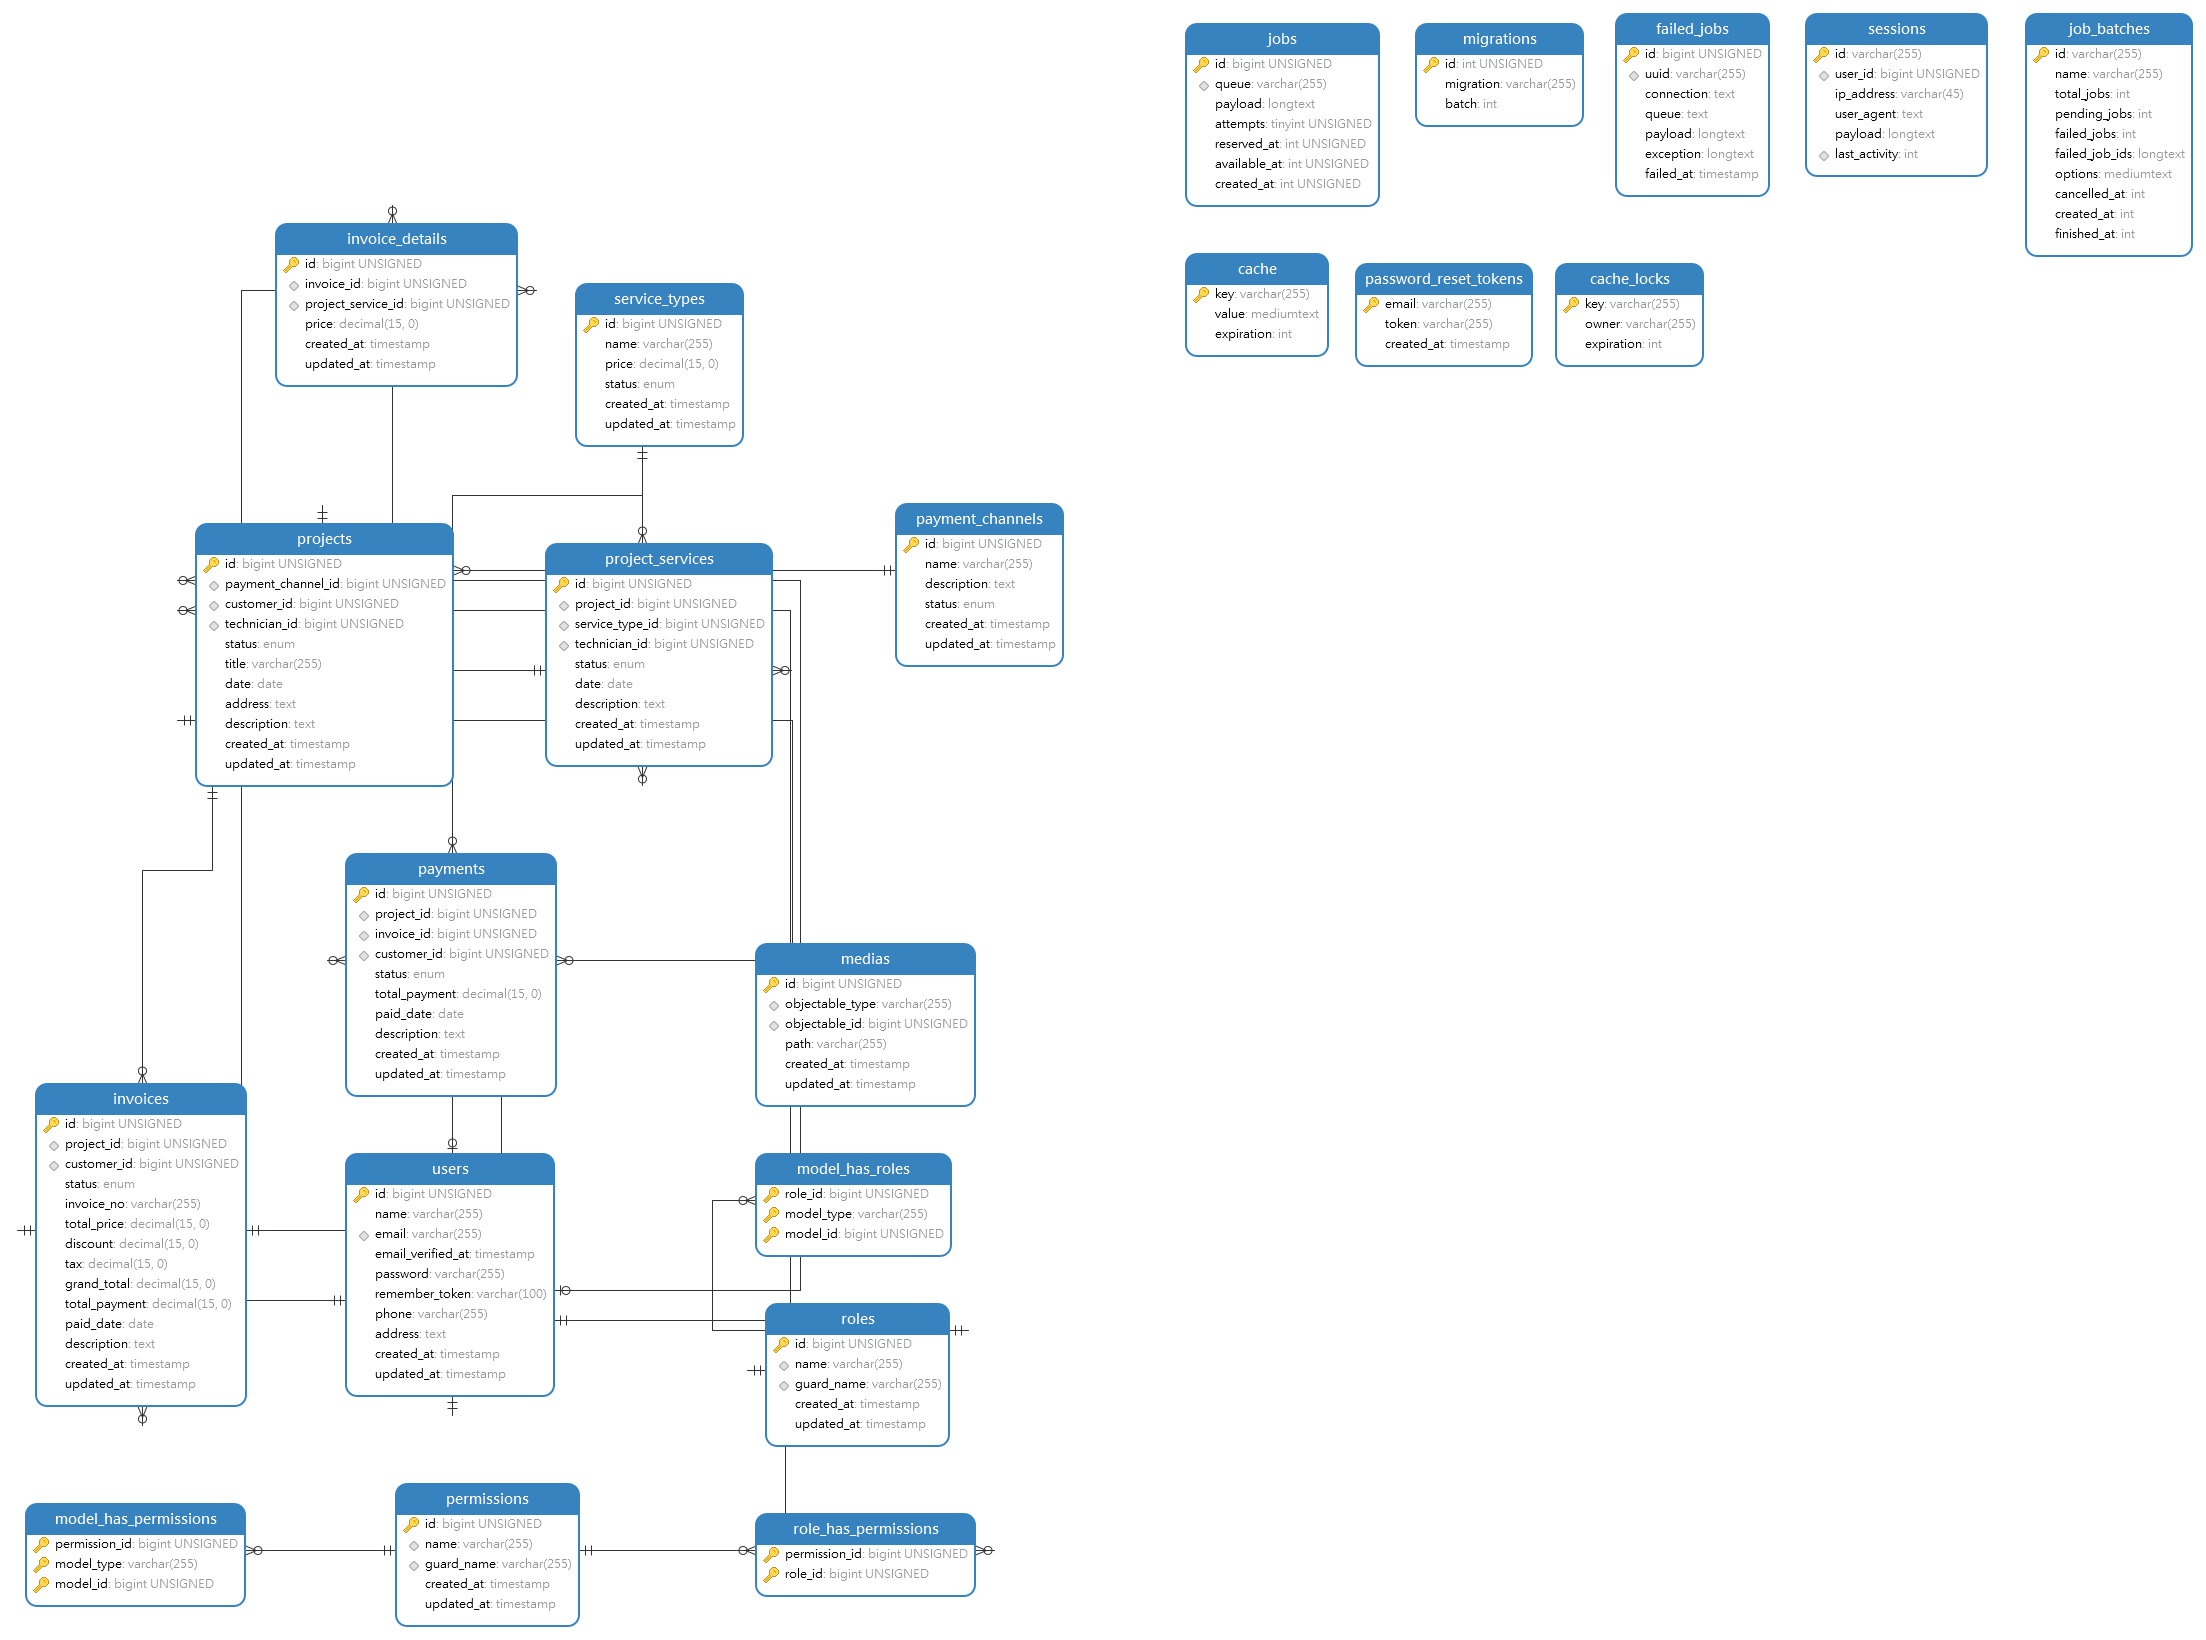 jobs
id: bigint UNSIGNED
queue: varchar(255)
payload: longtext
attempts: tinyint UNSIGNED
reserved_at: int UNSIGNED
available_at: int UNSIGNED
created_at: int UNSIGNED
migrations
id: int UNSIGNED
migration: varchar(255)
batch: int
failed_jobs
id: bigint UNSIGNED
uuid: varchar(255)
connection: text
queue: text
payload: longtext
exception: longtext
failed_at: timestamp
sessions
id: varchar(255)
user_id: bigint UNSIGNED
ip_address: varchar(45)
user_agent: text
payload: longtext
last_activity: int
job_batches
id: varchar(255)
name: varchar(255)
total_jobs: int
pending_jobs: int
failed_jobs: int
failed_job_ids: longtext
options: mediumtext
cancelled_at: int
created_at: int
finished_at: int
invoice_details
id: bigint UNSIGNED
invoice_id: bigint UNSIGNED
project_service_id: bigint UNSIGNED
price: decimal(15, 0)
created_at: timestamp
updated_at: timestamp
service_types
id: bigint UNSIGNED
name: varchar(255)
price: decimal(15, 0)
status: enum
created_at: timestamp
updated_at: timestamp
cache
key: varchar(255)
value: mediumtext
expiration: int
password_reset_tokens
email: varchar(255)
token: varchar(255)
created_at: timestamp
cache_locks
key: varchar(255)
owner: varchar(255)
expiration: int
projects
id: bigint UNSIGNED
payment_channel_id: bigint UNSIGNED
customer_id: bigint UNSIGNED
technician_id: bigint UNSIGNED
status: enum
title: varchar(255)
date: date
address: text
description: text
created_at: timestamp
updated_at: timestamp
project_services
id: bigint UNSIGNED
project_id: bigint UNSIGNED
service_type_id: bigint UNSIGNED
technician_id: bigint UNSIGNED
status: enum
date: date
description: text
created_at: timestamp
updated_at: timestamp
payment_channels
id: bigint UNSIGNED
name: varchar(255)
description: text
status: enum
created_at: timestamp
updated_at: timestamp
payments
id: bigint UNSIGNED
project_id: bigint UNSIGNED
invoice_id: bigint UNSIGNED
customer_id: bigint UNSIGNED
status: enum
total_payment: decimal(15, 0)
paid_date: date
description: text
created_at: timestamp
updated_at: timestamp
medias
id: bigint UNSIGNED
objectable_type: varchar(255)
objectable_id: bigint UNSIGNED
path: varchar(255)
created_at: timestamp
updated_at: timestamp
invoices
id: bigint UNSIGNED
project_id: bigint UNSIGNED
customer_id: bigint UNSIGNED
status: enum
invoice_no: varchar(255)
total_price: decimal(15, 0)
discount: decimal(15, 0)
tax: decimal(15, 0)
grand_total: decimal(15, 0)
total_payment: decimal(15, 0)
paid_date: date
description: text
created_at: timestamp
updated_at: timestamp
users
id: bigint UNSIGNED
name: varchar(255)
email: varchar(255)
email_verified_at: timestamp
password: varchar(255)
remember_token: varchar(100)
phone: varchar(255)
address: text
created_at: timestamp
updated_at: timestamp
model_has_roles
role_id: bigint UNSIGNED
model_type: varchar(255)
model_id: bigint UNSIGNED
roles
id: bigint UNSIGNED
name: varchar(255)
guard_name: varchar(255)
created_at: timestamp
updated_at: timestamp
model_has_permissions
permission_id: bigint UNSIGNED
model_type: varchar(255)
model_id: bigint UNSIGNED
permissions
id: bigint UNSIGNED
name: varchar(255)
guard_name: varchar(255)
created_at: timestamp
updated_at: timestamp
role_has_permissions
permission_id: bigint UNSIGNED
role_id: bigint UNSIGNED